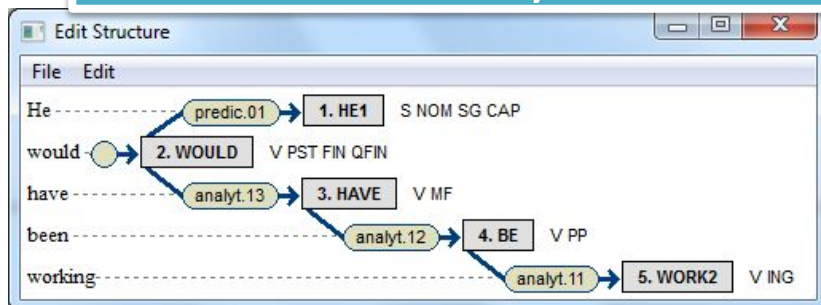 Edit Structure
File Edit
He predic.01 1. HE1 S NOM SG CAP
would 2. WOULD V PST FIN QFIN
have analyt.13 3. HAVE V MF
been analyt.12 4. BE V PP
working analyt.11 5. WORK2 V ING